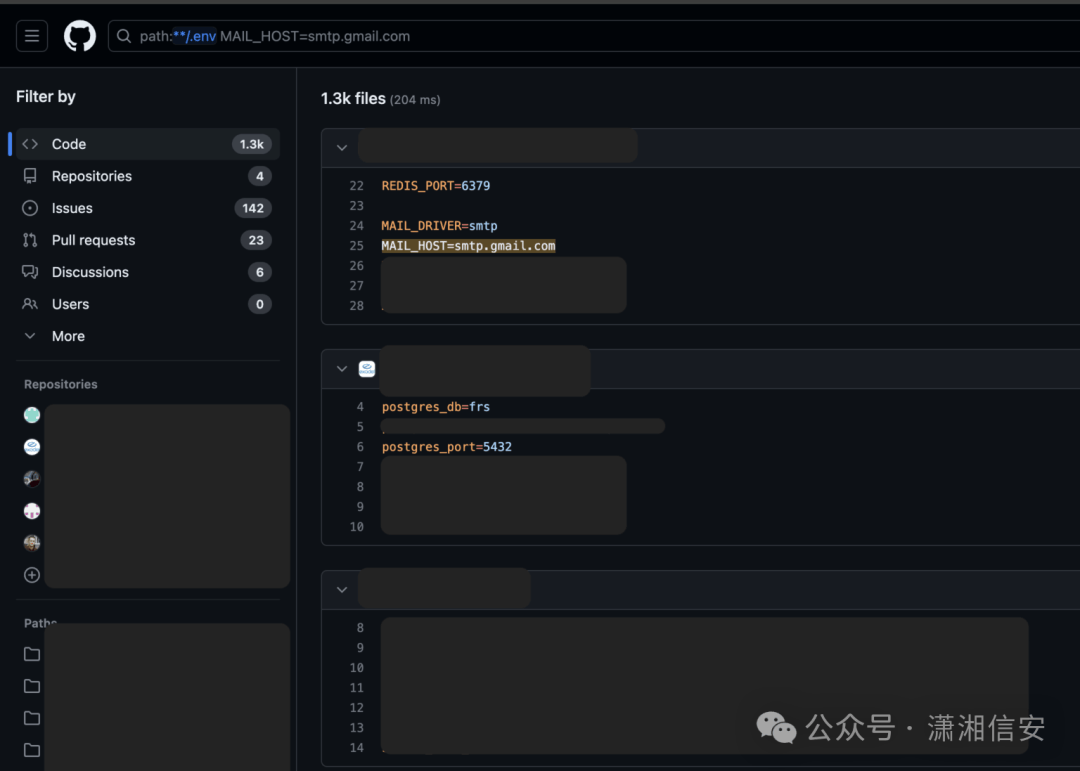 path:**/.env MAIL_HOST=smtp.gmail.com
Filter by
Code 1.3k
Repositories 4
Issues 142
Pull requests 23
Discussions 6
Users 0
More
Repositories
Paths
1.3k files (204 ms)
22 REDIS_PORT=6379
23
24 MAIL_DRIVER=smtp
25 MAIL_HOST=smtp.gmail.com
26
27
28
4 postgres_db=frs
5
6 postgres_port=5432
7
8
9
10
8
9
10
11
12
13
14
公众号 · 潇湘信安